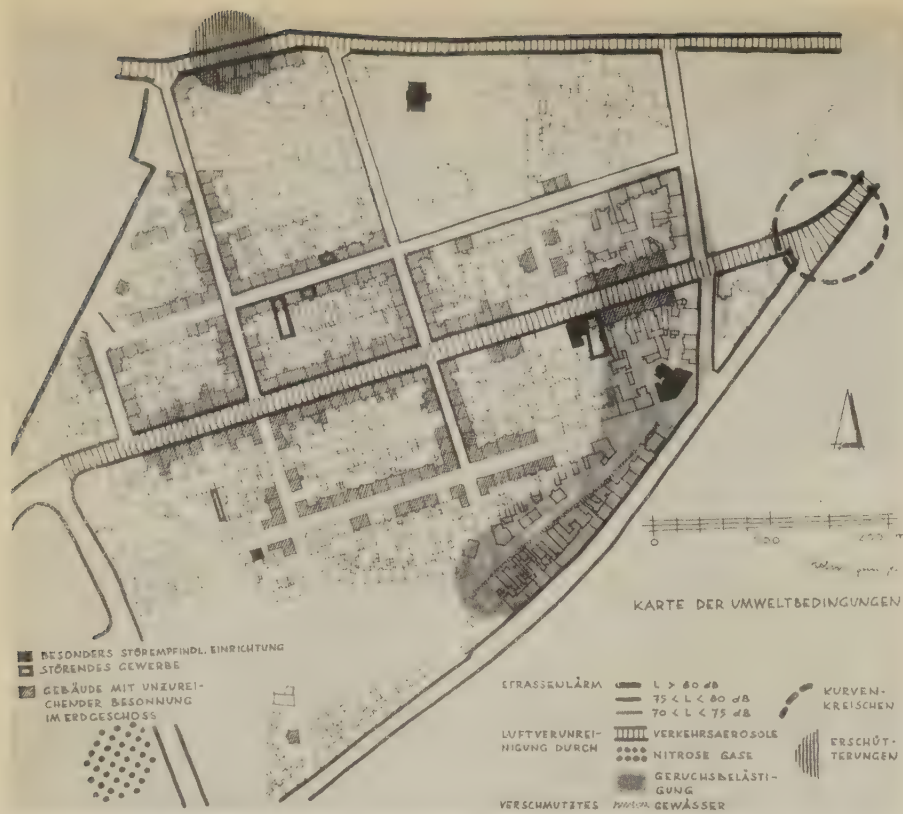 0 100 200 m
KARTE DER UMWELTBEDINGUNGEN
BESONDERS STÖREMPFINDL. EINRICHTUNG
STÖRENDES GEWERBE
GEBÄUDE MIT UNZUREI-
CHENDER BESONNUNG
IM ERDGESCHOSS
STRASSENLÄRM L > 80 dB
75 < L < 80 dB
70 < L < 75 dB
LUFTVERUNREI-
NIGUNG DURCH
VERKEHRSAEROSOLE
NITROSE GASE
GERUCHSBELÄSTI-
GUNG
VERSCHMUTZTES GEWÄSSER
KURVEN-
KREISCHEN
ERSCHÜT-
TERUNGEN